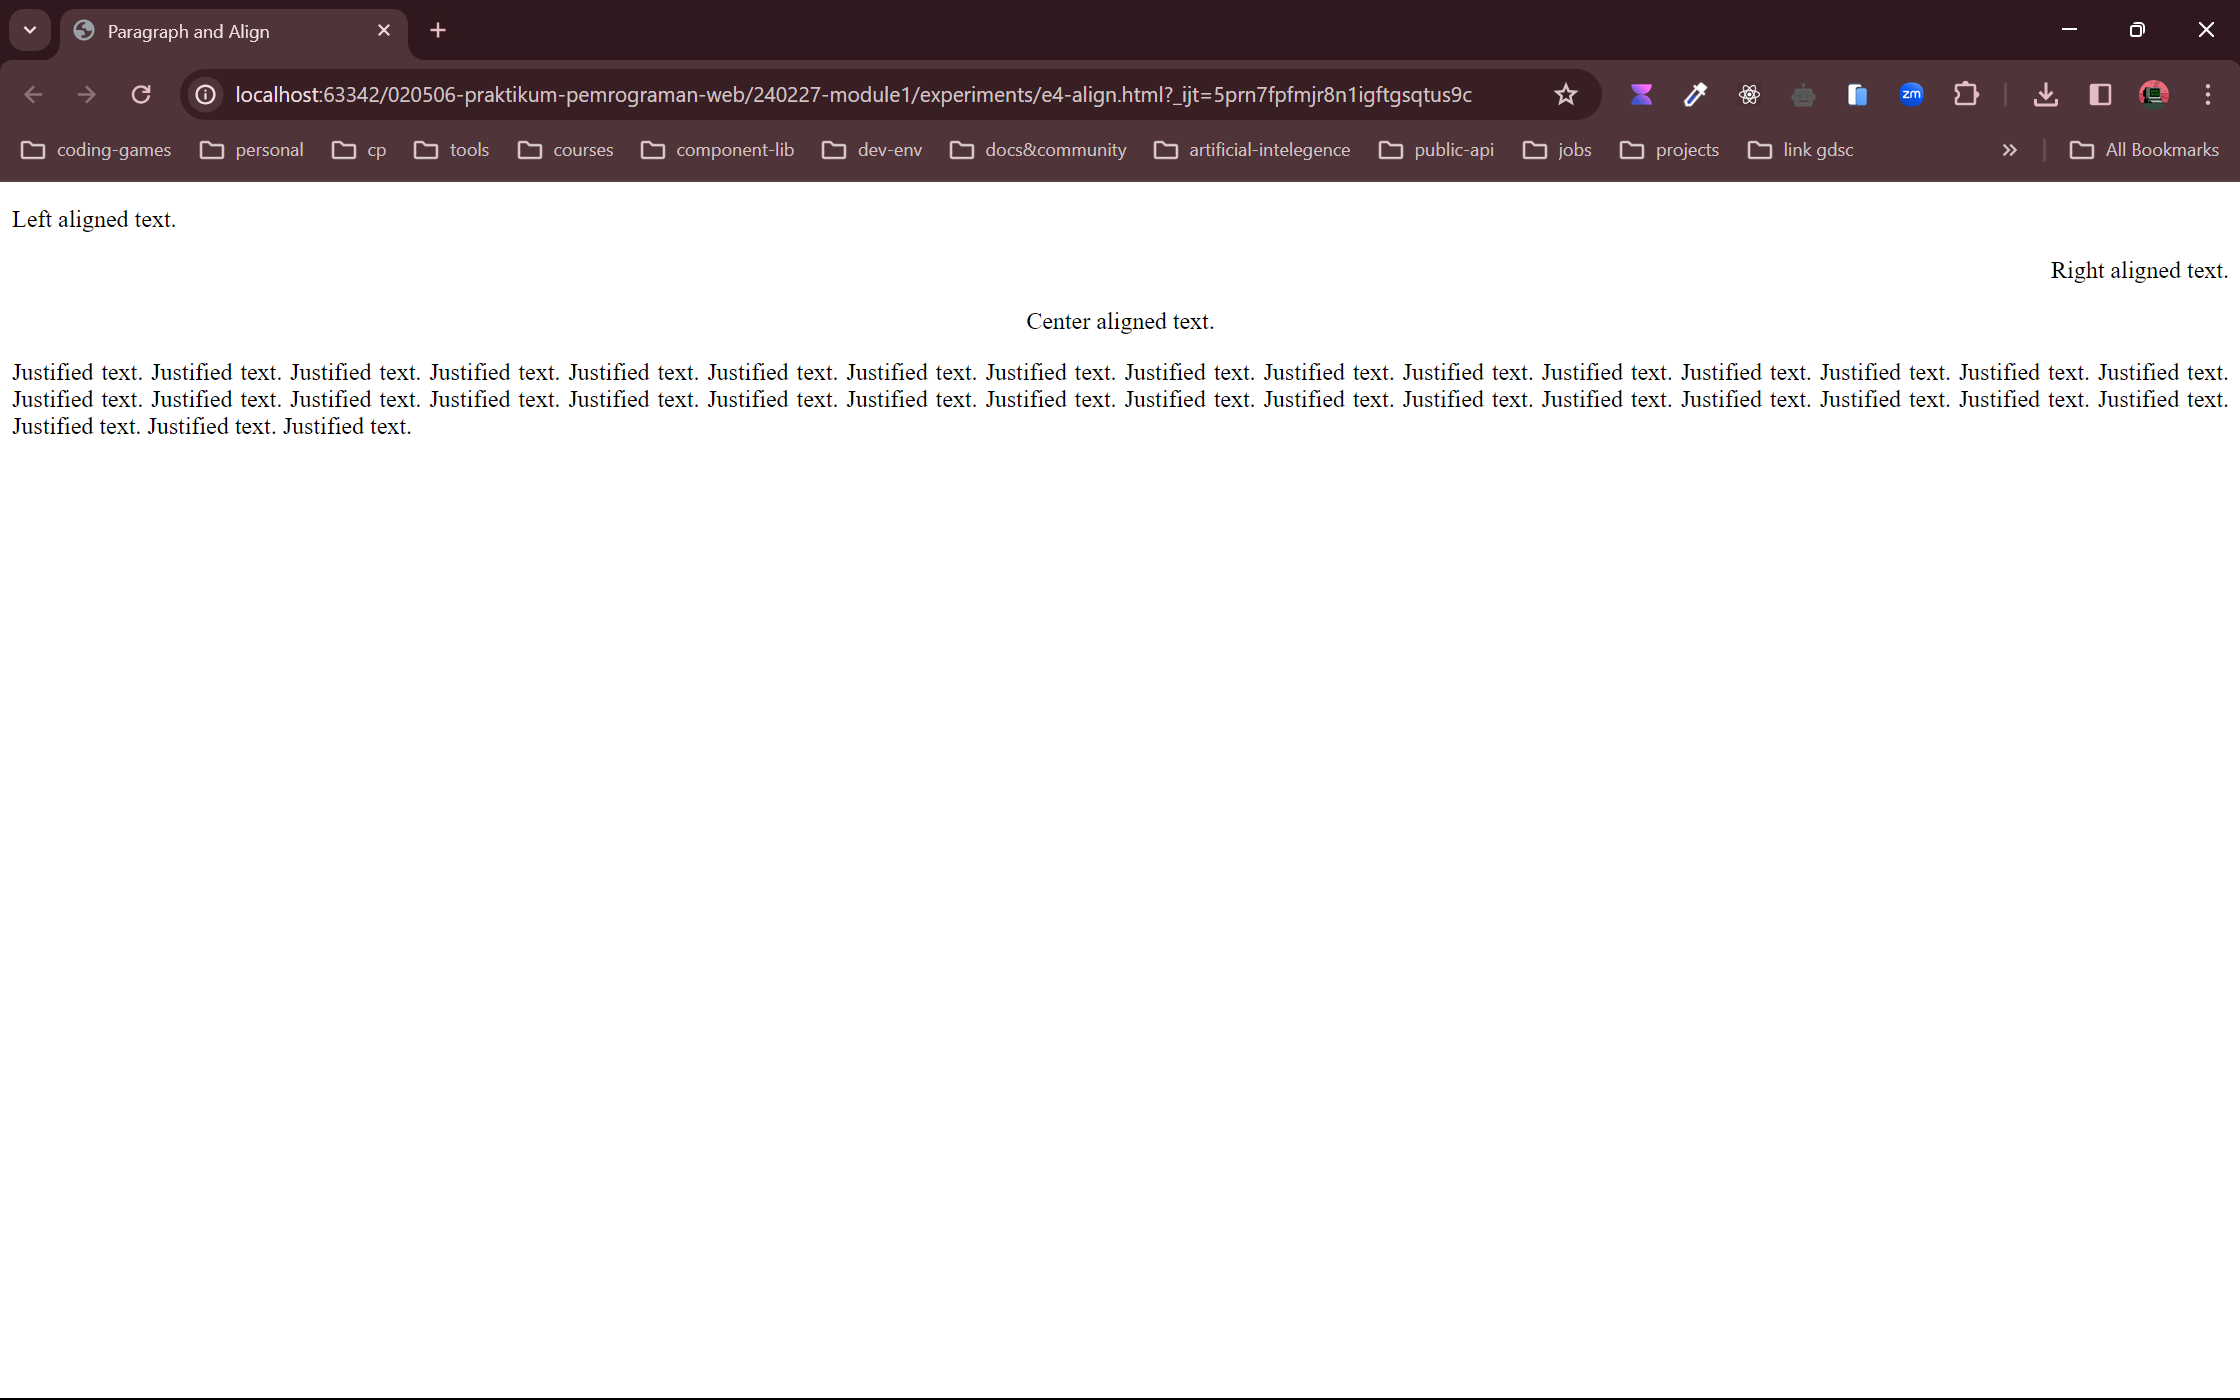 Paragraph and Align
localhost:63342/020506-praktikum-pemrograman-web/240227-module1/experiments/e4-align.html?_ijt=5prn7fpfmjr8n1igftgsqtus9c
zm
coding-games personal cp tools courses component-lib dev-env docs&community artificial-intelegence public-api jobs projects link gdsc All Bookmarks
Left aligned text.
Right aligned text.
Center aligned text.
Justified text. Justified text. Justified text. Justified text. Justified text. Justified text. Justified text. Justified text. Justified text. Justified text. Justified text. Justified text. Justified text. Justified text. Justified text. Justified text.
Justified text. Justified text. Justified text. Justified text. Justified text. Justified text. Justified text. Justified text. Justified text. Justified text. Justified text. Justified text. Justified text. Justified text. Justified text. Justified text.
Justified text. Justified text. Justified text.